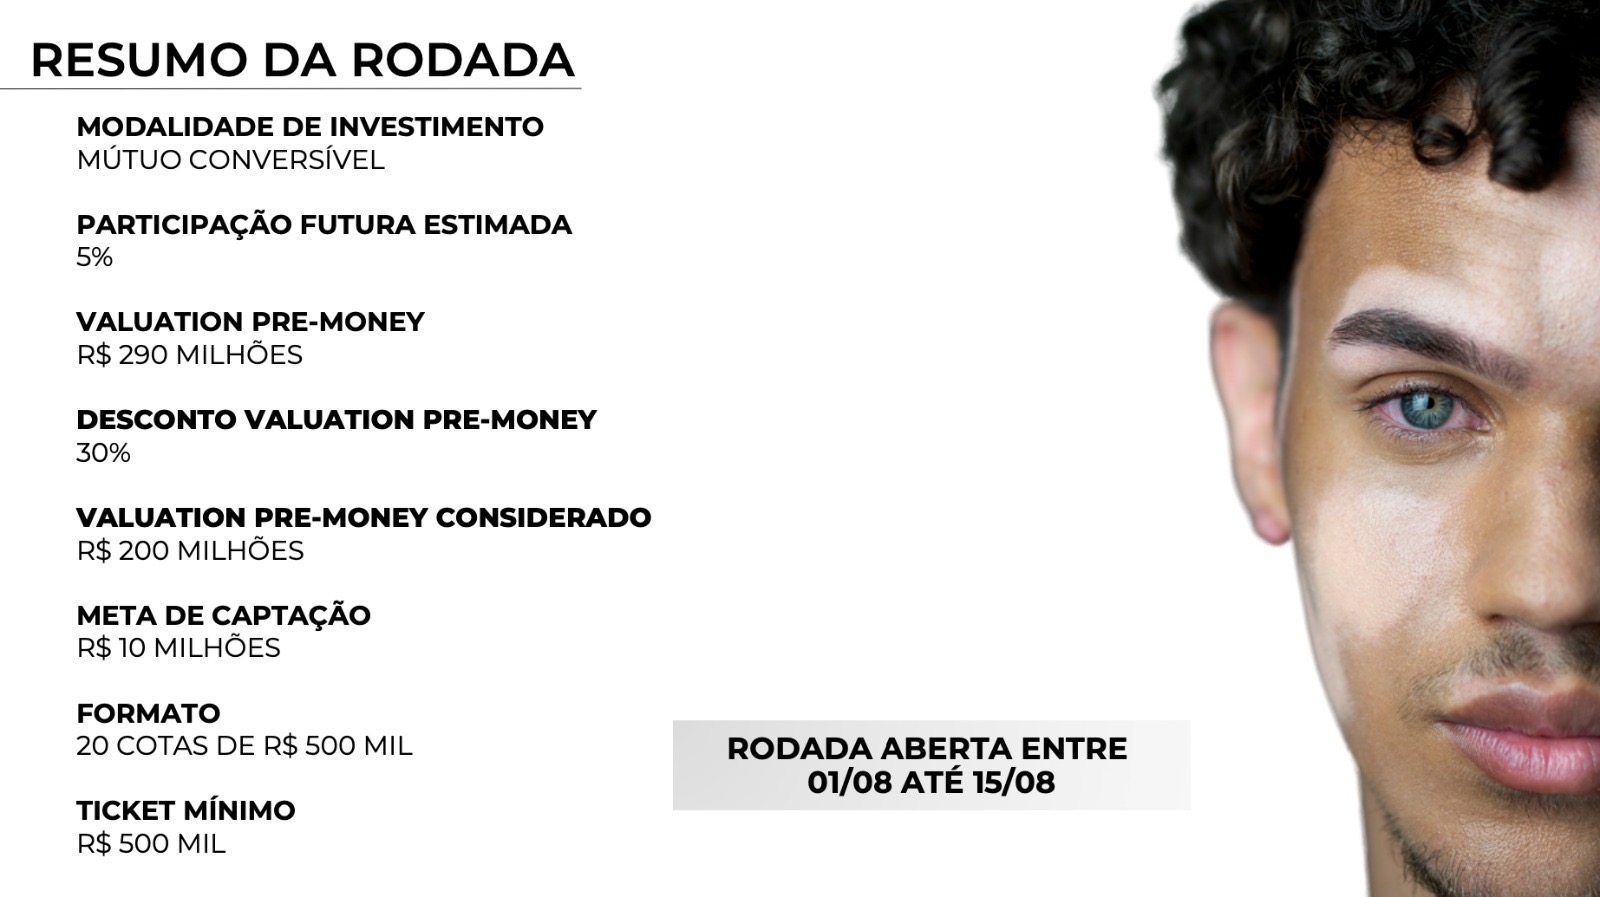 RESUMO DA RODADA
MODALIDADE DE INVESTIMENTO
MÚTUO CONVERSÍVEL
PARTICIPAÇÃO FUTURA ESTIMADA
5%
VALUATION PRE-MONEY
R$ 290 MILHÕES
DESCONTO VALUATION PRE-MONEY
30%
VALUATION PRE-MONEY CONSIDERADO
R$ 200 MILHÕES
META DE CAPTAÇÃO
R$ 10 MILHÕES
FORMATO
20 COTAS DE R$ 500 MIL
TICKET MÍNIMO
R$ 500 MIL
RODADA ABERTA ENTRE
01/08 ATÉ 15/08